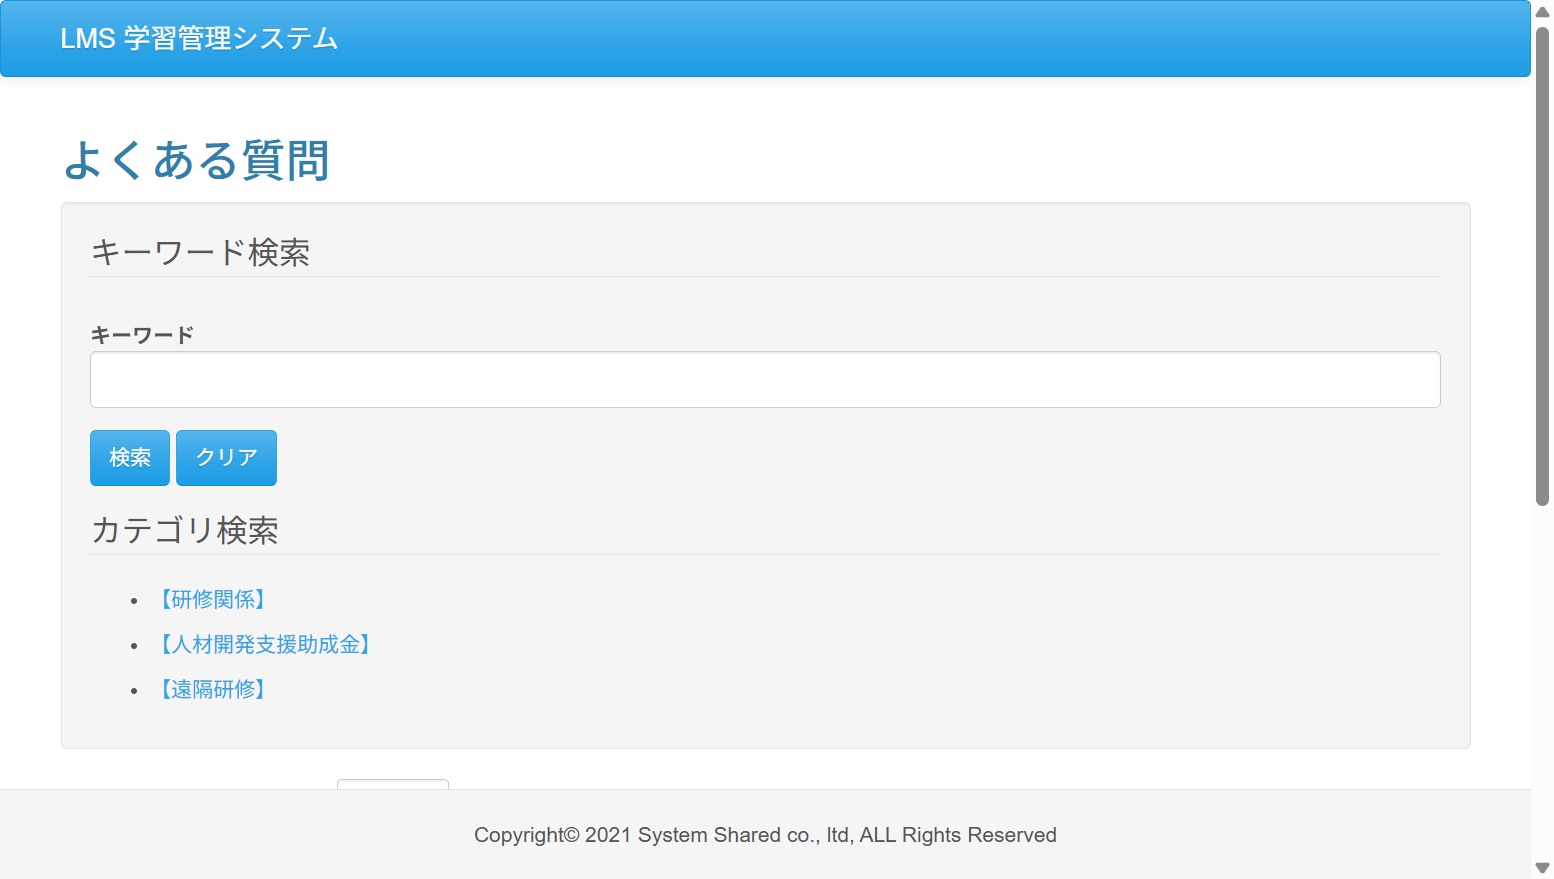 LMS 学習管理システム
よくある質問
キーワード検索
キーワード
検索 クリア
カテゴリ検索
• 【研修関係】
• 【人材開発支援助成金】
• 【遠隔研修】
Copyright© 2021 System Shared co., ltd, ALL Rights Reserved